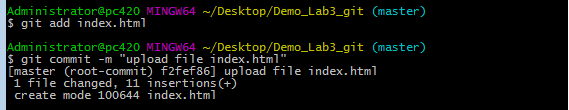 Administrator@pc420 MINGW64 ~/Desktop/Demo_Lab3_git (master)
$ git add index.html
Administrator@pc420 MINGW64 ~/Desktop/Demo_Lab3_git (master)
$ git commit -m "upload file index.html"
[master (root-commit) f2fef86] upload file index.html
 1 file changed, 11 insertions(+)
 create mode 100644 index.html